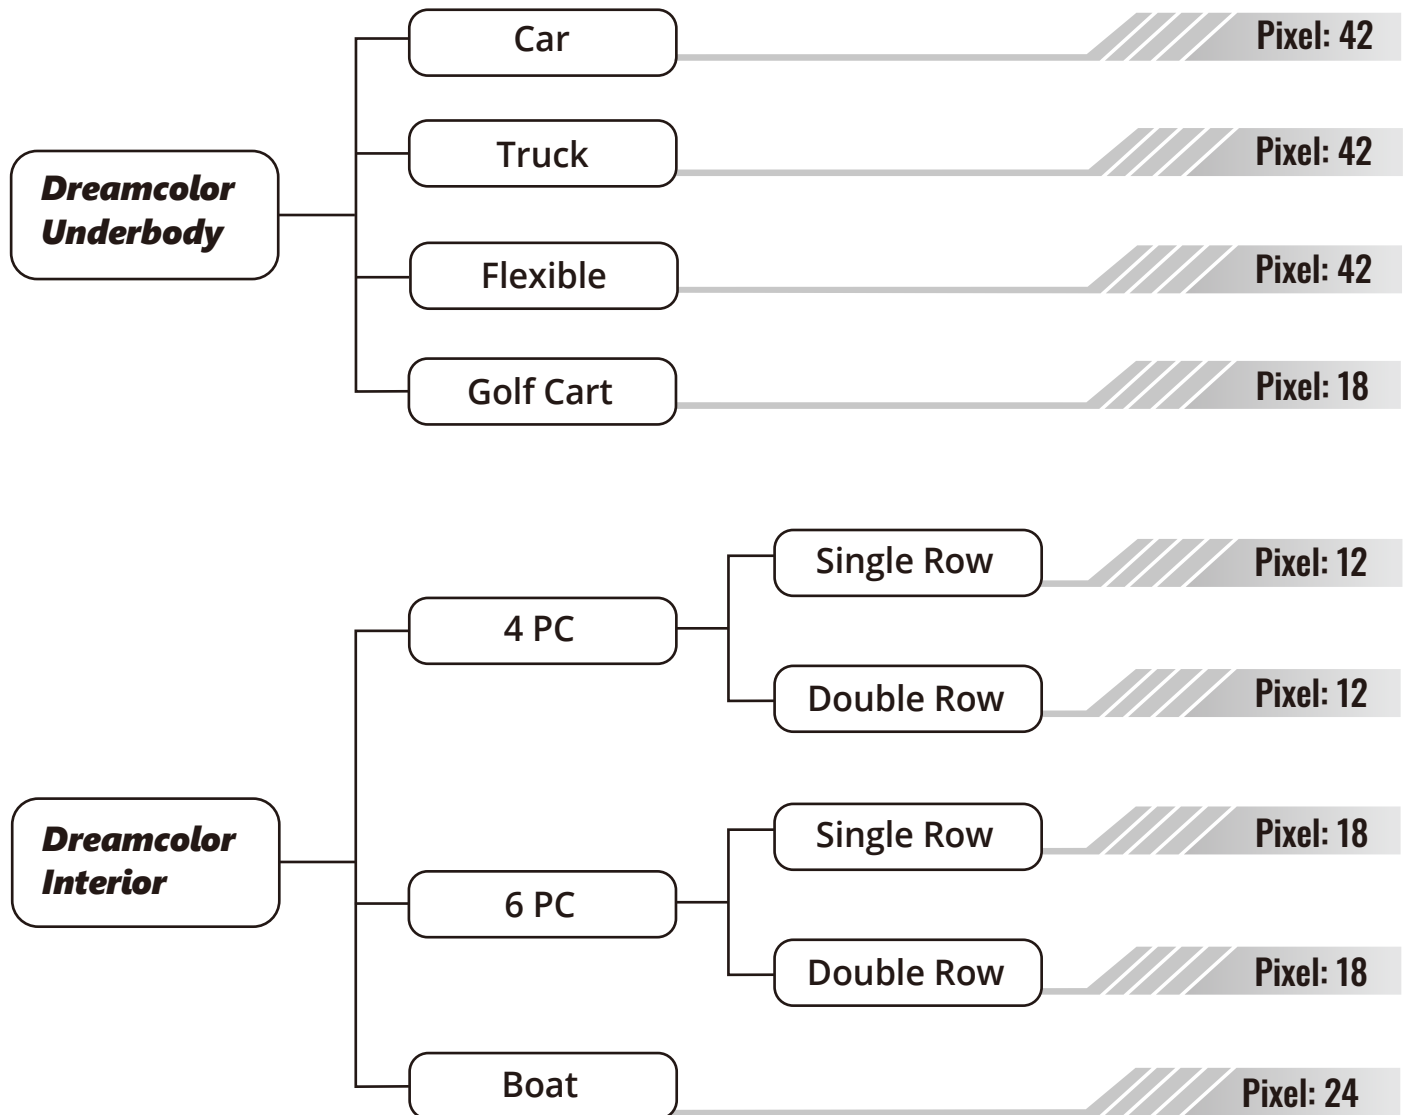 Car
Pixel: 42
Truck
Pixel: 42
Dreamcolor
Underbody
Flexible
Pixel: 42
Golf Cart
Pixel: 18
Single Row
Pixel: 12
4 PC
Double Row
Pixel: 12
Single Row
Pixel: 18
Dreamcolor
Interior
6 PC
Double Row
Pixel: 18
Boat
Pixel: 24